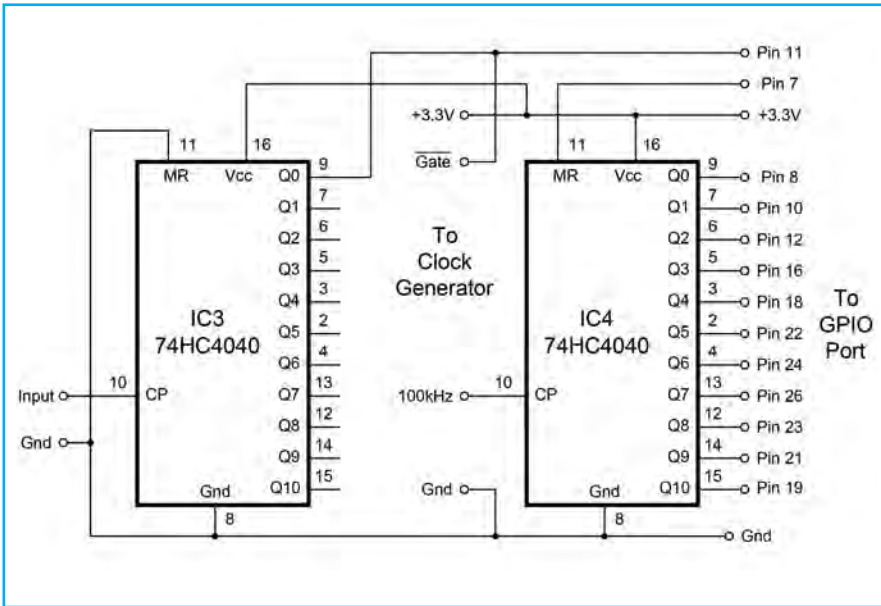 Pin 11
Pin 7
+3.3V
+3.3V
11
16
11
16
MR
Vcc
Q0
9
Gate
MR
Vcc
Q0
9
Pin 8
Q1
7
Q1
7
Pin 10
Q2
6
To
Clock
Generator
Q2
6
Pin 12
Q3
5
Q3
5
Pin 16
IC3
74HC4040
Q4
3
IC4
74HC4040
Q4
3
Pin 18
To
GPIO
Port
Q5
2
Q5
2
Pin 22
Q6
4
Q6
4
Pin 24
Input
10
CP
Q7
13
100kHz
10
CP
Q7
13
Pin 26
Q8
12
Q8
12
Pin 23
Gnd
Q9
14
Q9
14
Pin 21
Gnd
Q10
15
Gnd
Gnd
Q10
15
Pin 19
8
8
Gnd